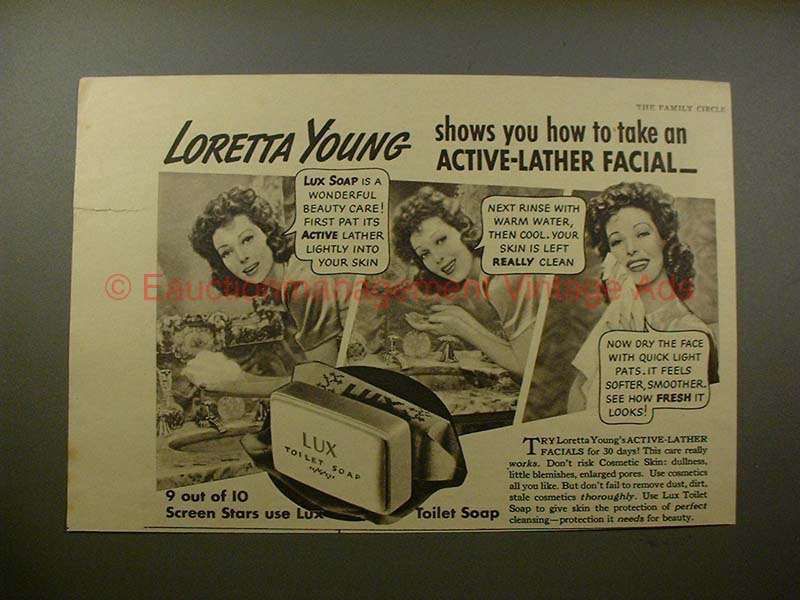 THE FAMILY CIRCLE
LORETTA YOUNG
shows you how to take an
ACTIVE-LATHER FACIAL—
LUX SOAP IS A
WONDERFUL
BEAUTY CARE!
FIRST PAT ITS
ACTIVE LATHER
LIGHTLY INTO
YOUR SKIN
NEXT RINSE WITH
WARM WATER,
THEN COOL. YOUR
SKIN IS LEFT
REALLY CLEAN
NOW DRY THE FACE
WITH QUICK LIGHT
PATS. IT FEELS
SOFTER, SMOOTHER.
SEE HOW FRESH IT
LOOKS!
© Eauctionmanagement Vintage Ads
LUX
LUX
TOILET SOAP
9 out of 10
Screen Stars use Lux Toilet Soap
TRY Loretta Young's ACTIVE-LATHER
FACIALS for 30 days! This care really
works. Don't risk Cosmetic Skin: dullness,
little blemishes, enlarged pores. Use cosmetics
all you like. But don't fail to remove dust, dirt,
stale cosmetics thoroughly. Use Lux Toilet
Soap to give skin the protection of perfect
cleansing—protection it needs for beauty.